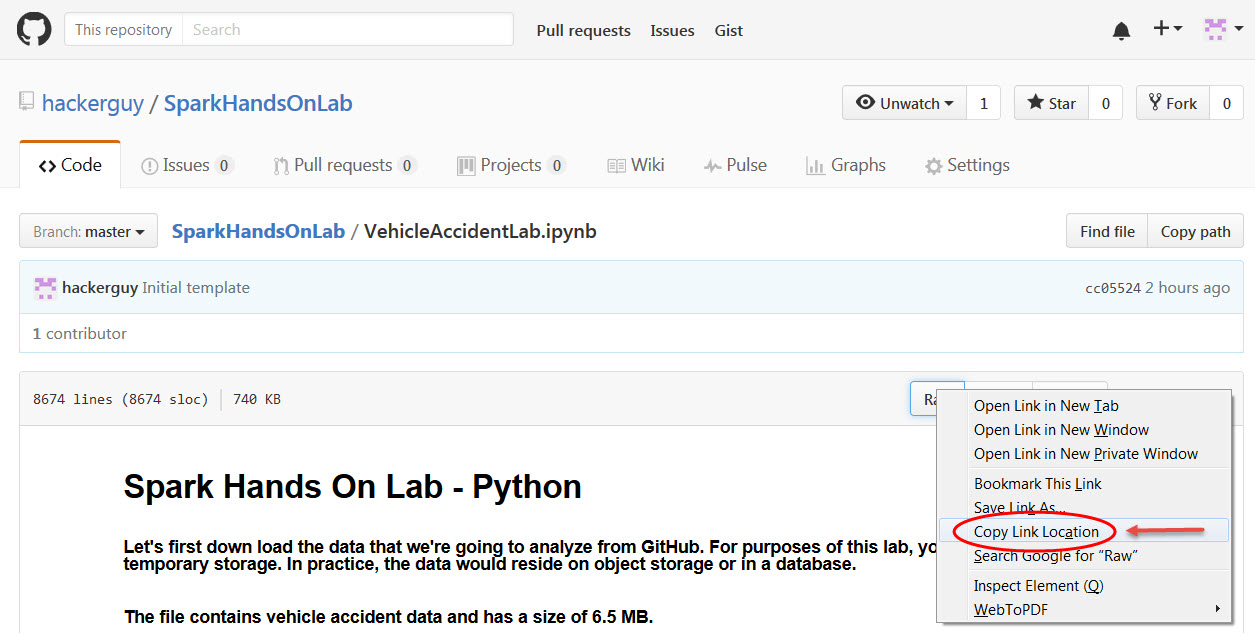 This repository Search Pull requests Issues Gist
hackerguy / SparkHandsOnLab Unwatch 1 Star 0 Fork 0
Code Issues 0 Pull requests 0 Projects 0 Wiki Pulse Graphs Settings
Branch: master SparkHandsOnLab / VehicleAccidentLab.ipynb Find file Copy path
hackerguy Initial template cc05524 2 hours ago
1 contributor
8674 lines (8674 sloc) 740 KB
Spark Hands On Lab - Python
Let's first down load the data that we're going to analyze from GitHub. For purposes of this lab,
temporary storage. In practice, the data would reside on object storage or in a database.
The file contains vehicle accident data and has a size of 6.5 MB.
Open Link in New Tab
Open Link in New Window
Open Link in New Private Window
Bookmark This Link
Save Link As...
Copy Link Location
Search Google for “Raw”
Inspect Element (Q)
WebToPDF